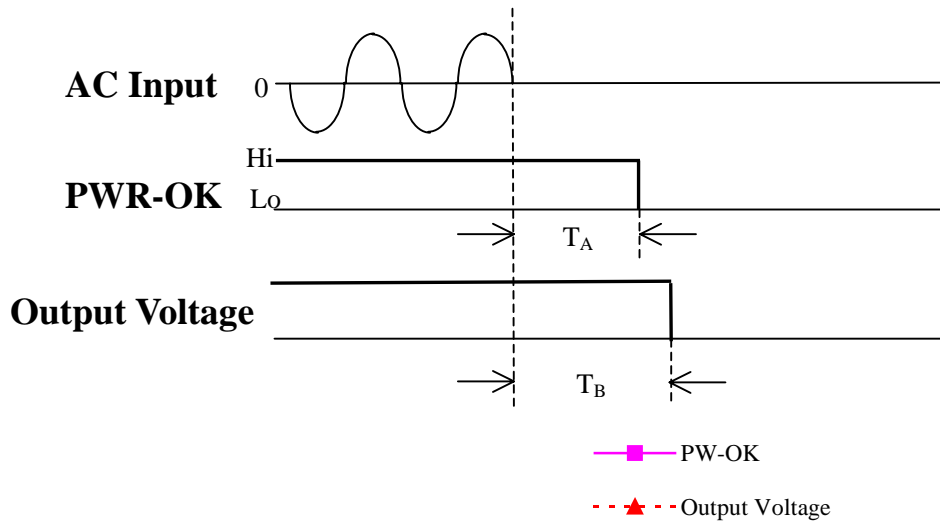 AC Input
0
Hi
PWR-OK
Lo
TA
Output Voltage
TB
PW-OK
Output Voltage